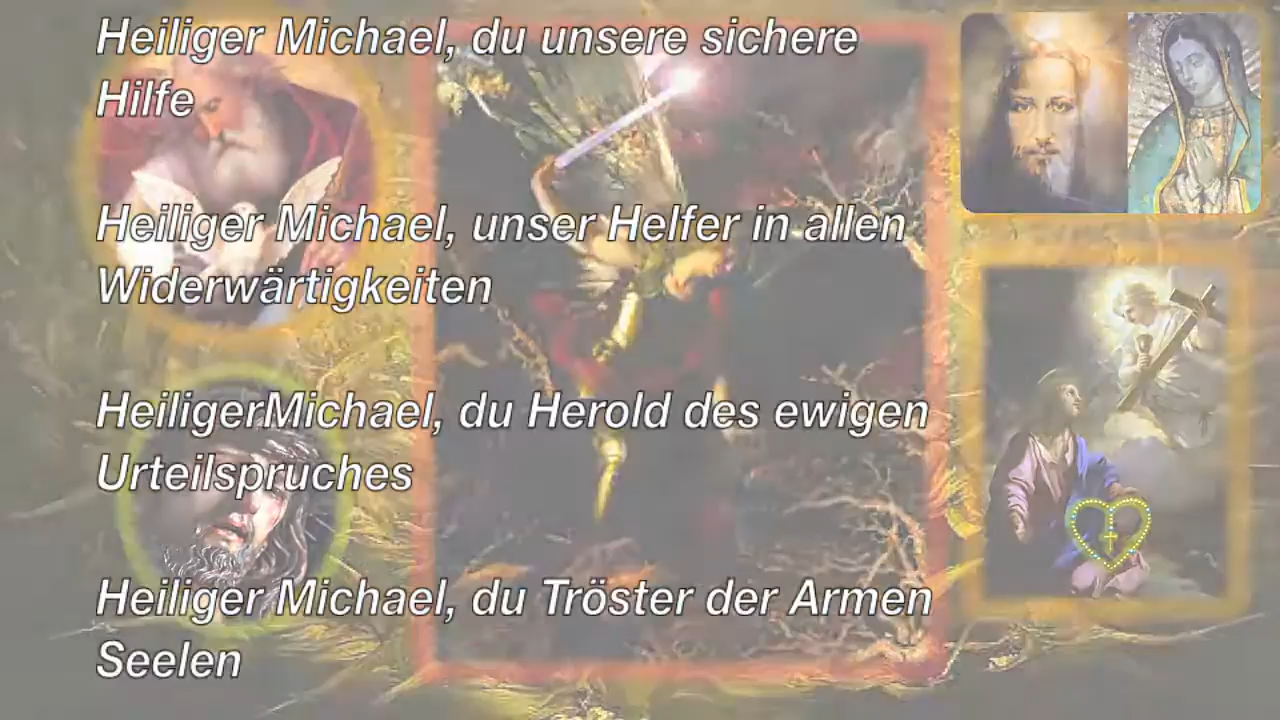 Heiliger Michael, du unsere sichere
Hilfe
Heiliger Michael, unser Helfer in allen
Widerwärtigkeiten
HeiligerMichael, du Herold des ewigen
Urteilspruches
Heiliger Michael, du Tröster der Armen
Seelen